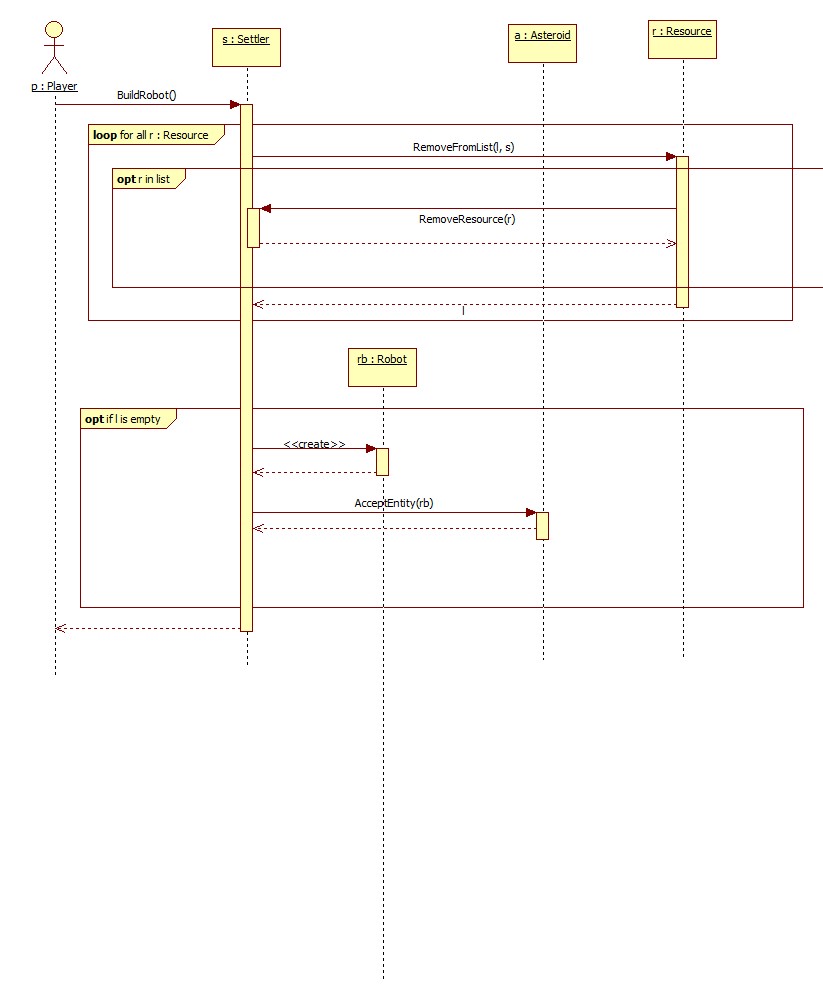 s : Settler
a : Asteroid
r : Resource
p : Player
BuildRobot()
loop for all r : Resource
RemoveFromList(l, s)
opt r in list
RemoveResource(r)
l
rb : Robot
opt if l is empty
<<create>>
AcceptEntity(rb)